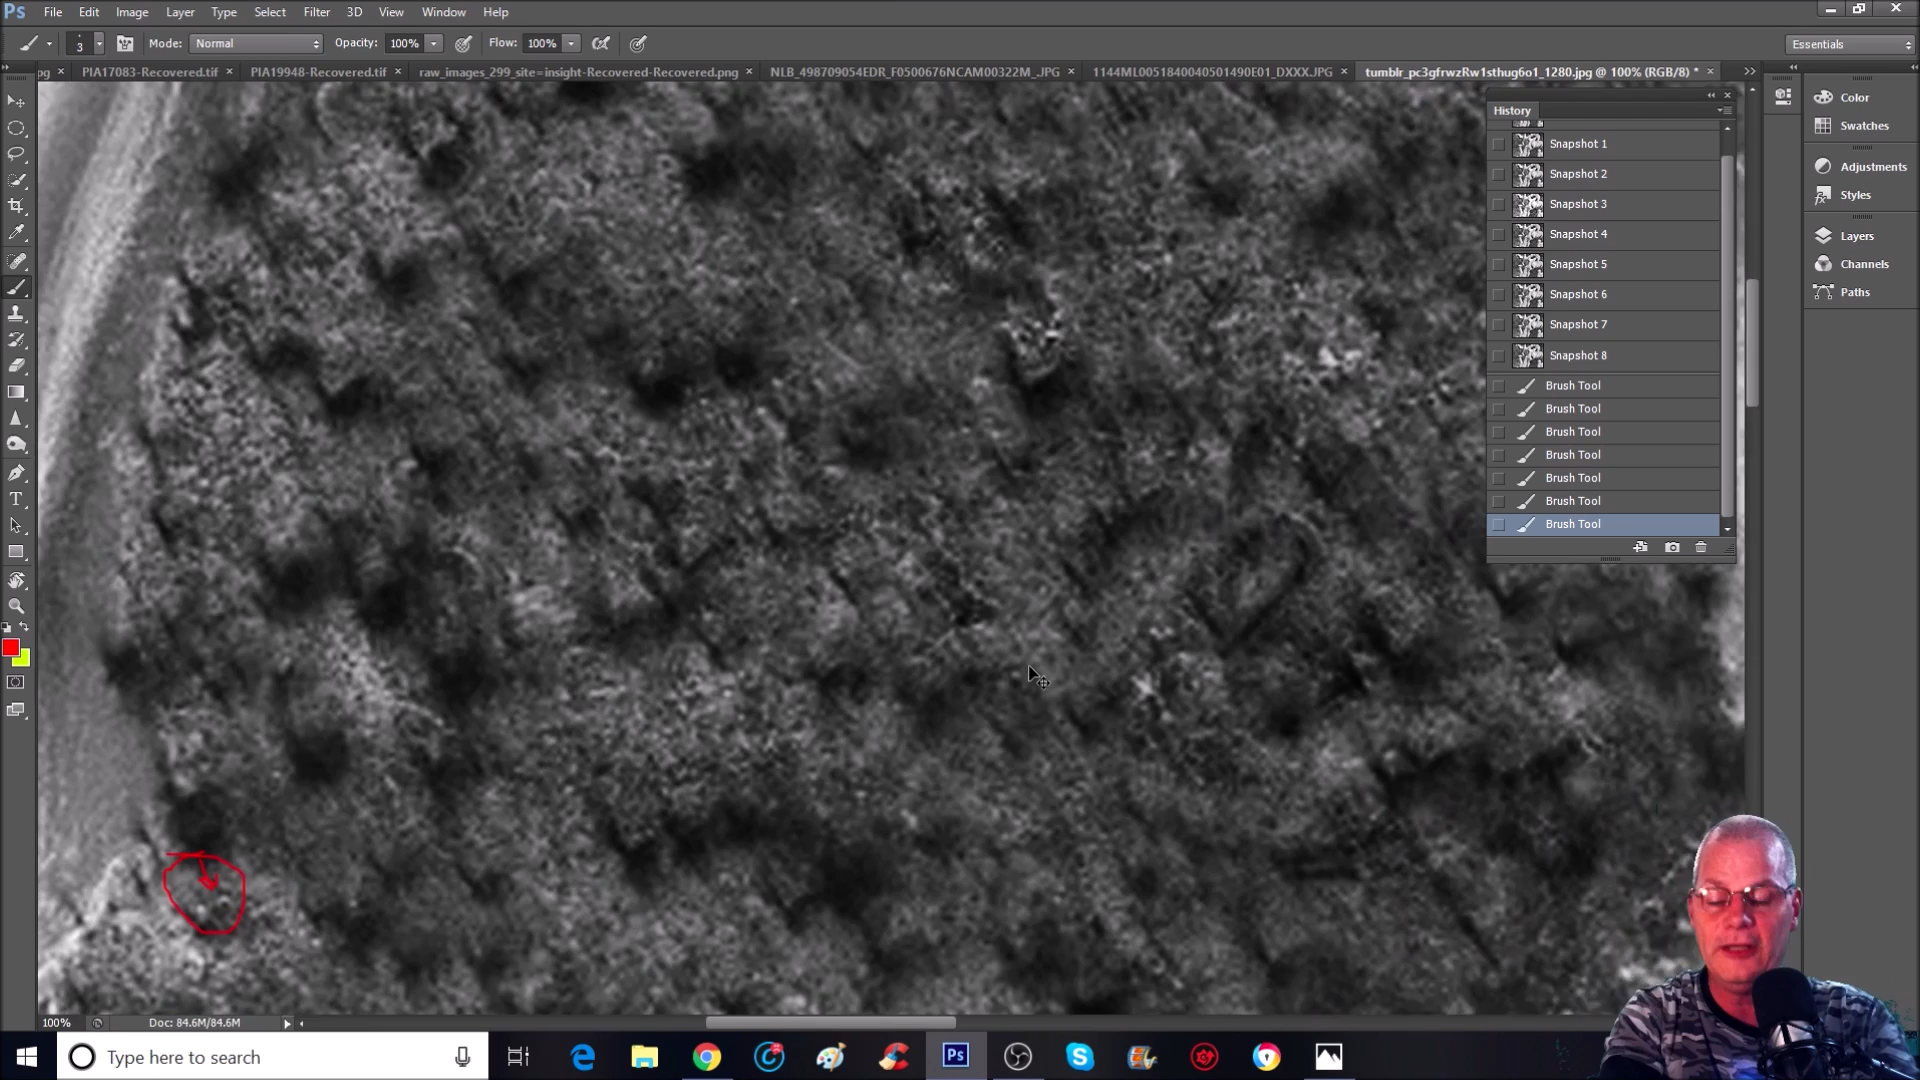 Ps File Edit Image Layer Type Select Filter 3D View Window Help
3 Mode: Normal Opacity: 100% Flow: 100% Essentials
pg × PIA17083-Recovered.tif × PIA19948-Recovered.tif × raw_images_299_site=insight-Recovered-Recovered.png × NLB_498709054EDR_F0500676NCAM00322M_.JPG × 1144ML0051840040501490E01_DXXX.JPG × tumblr_pc3gfrwzRw1sthug6o1_1280.jpg @ 100% (RGB/8) * ×
History
Snapshot 1
Snapshot 2
Snapshot 3
Snapshot 4
Snapshot 5
Snapshot 6
Snapshot 7
Snapshot 8
Brush Tool
Brush Tool
Brush Tool
Brush Tool
Brush Tool
Brush Tool
Brush Tool
Color
Swatches
Adjustments
Styles
Layers
Channels
Paths
100% Doc: 84.6M/84.6M
Type here to search
Ps